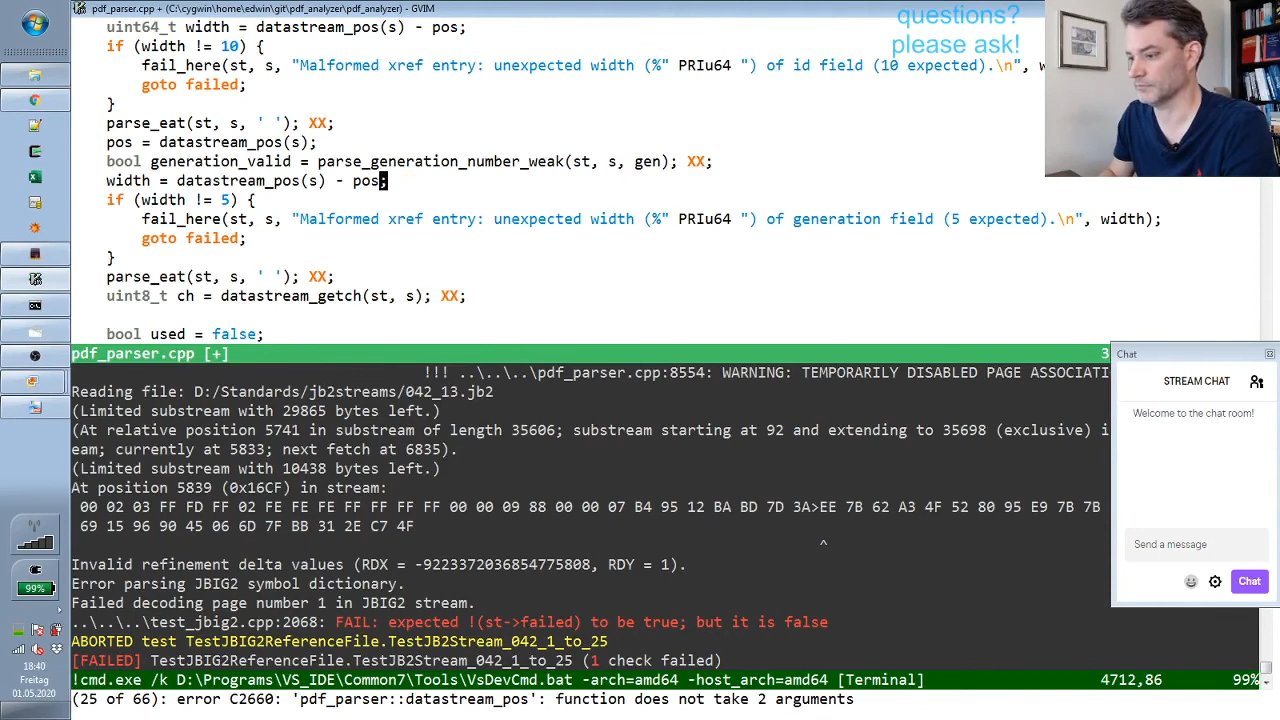 pdf_parser.cpp + (C:\cygwin\home\edwin\git\pdf_analyzer\pdf_analyzer) - GVIM
questions?
please ask!
uint64_t width = datastream_pos(s) - pos;
if (width != 10) {
fail_here(st, s, "Malformed xref entry: unexpected width (%" PRIu64 ") of id field (10 expected).\n", w
goto failed;
}
parse_eat(st, s, ' '); XX;
pos = datastream_pos(s);
bool generation_valid = parse_generation_number_weak(st, s, gen); XX;
width = datastream_pos(s) - pos;
if (width != 5) {
fail_here(st, s, "Malformed xref entry: unexpected width (%" PRIu64 ") of generation field (5 expected).\n", width);
goto failed;
}
parse_eat(st, s, ' '); XX;
uint8_t ch = datastream_getch(st, s); XX;
bool used = false;
pdf_parser.cpp [+] 3
!!! ..\..\..\pdf_parser.cpp:8554: WARNING: TEMPORARILY DISABLED PAGE ASSOCIATI
Reading file: D:/Standards/jb2streams/042_13.jb2
(Limited substream with 29865 bytes left.)
(At relative position 5741 in substream of length 35606; substream starting at 92 and extending to 35698 (exclusive) i
eam; currently at 5833; next fetch at 6835).
(Limited substream with 10438 bytes left.)
At position 5839 (0x16CF) in stream:
00 02 03 FF FD FF 02 FE FE FE FF FF FF FF 00 00 09 88 00 00 07 B4 95 12 BA BD 7D 3A>EE 7B 62 A3 4F 52 80 95 E9 7B 7B
69 15 96 90 45 06 6D 7F BB 31 2E C7 4F
^
Invalid refinement delta values (RDX = -9223372036854775808, RDY = 1).
Error parsing JBIG2 symbol dictionary.
Failed decoding page number 1 in JBIG2 stream.
..\..\..\test_jbig2.cpp:2068: FAIL: expected !(st->failed) to be true; but it is false
ABORTED test TestJBIG2ReferenceFile.TestJB2Stream_042_1_to_25
[FAILED] TestJBIG2ReferenceFile.TestJB2Stream_042_1_to_25 (1 check failed)
!cmd.exe /k D:\Programs\VS_IDE\Common7\Tools\VsDevCmd.bat -arch=amd64 -host_arch=amd64 [Terminal] 4712,86 99%
(25 of 66): error C2660: 'pdf_parser::datastream_pos': function does not take 2 arguments
Chat
STREAM CHAT
Welcome to the chat room!
Send a message
Chat
99%
18:40
Freitag
01.05.2020